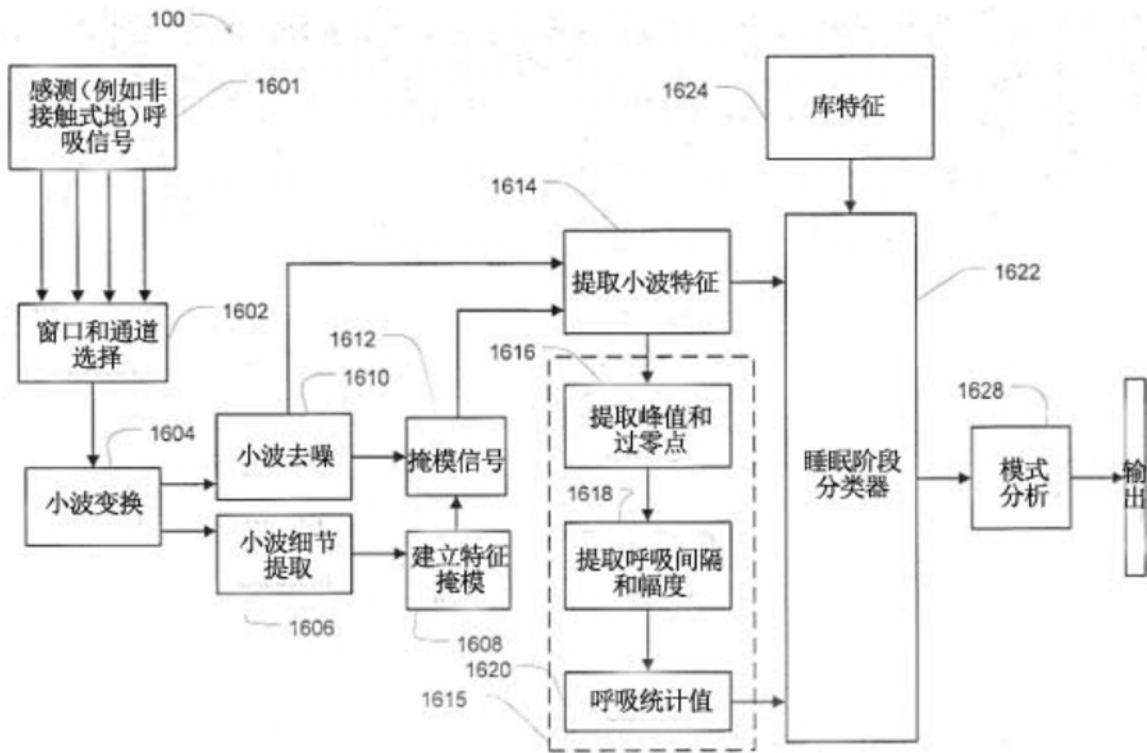 100
感测(例如非
接触式地)呼
吸信号
1601
1624
库特征
1614
提取小波特征
1622
窗口和通道
选择
1602
1612
1616
1610
提取峰值和
过零点
1628
1604
小波去噪
掩模信号
睡眠阶段
分类器
模式
分析
输出
小波变换
1618
小波细节
提取
建立特征
掩模
提取呼吸间隔
和幅度
1606
1608
1620
呼吸统计值
1615